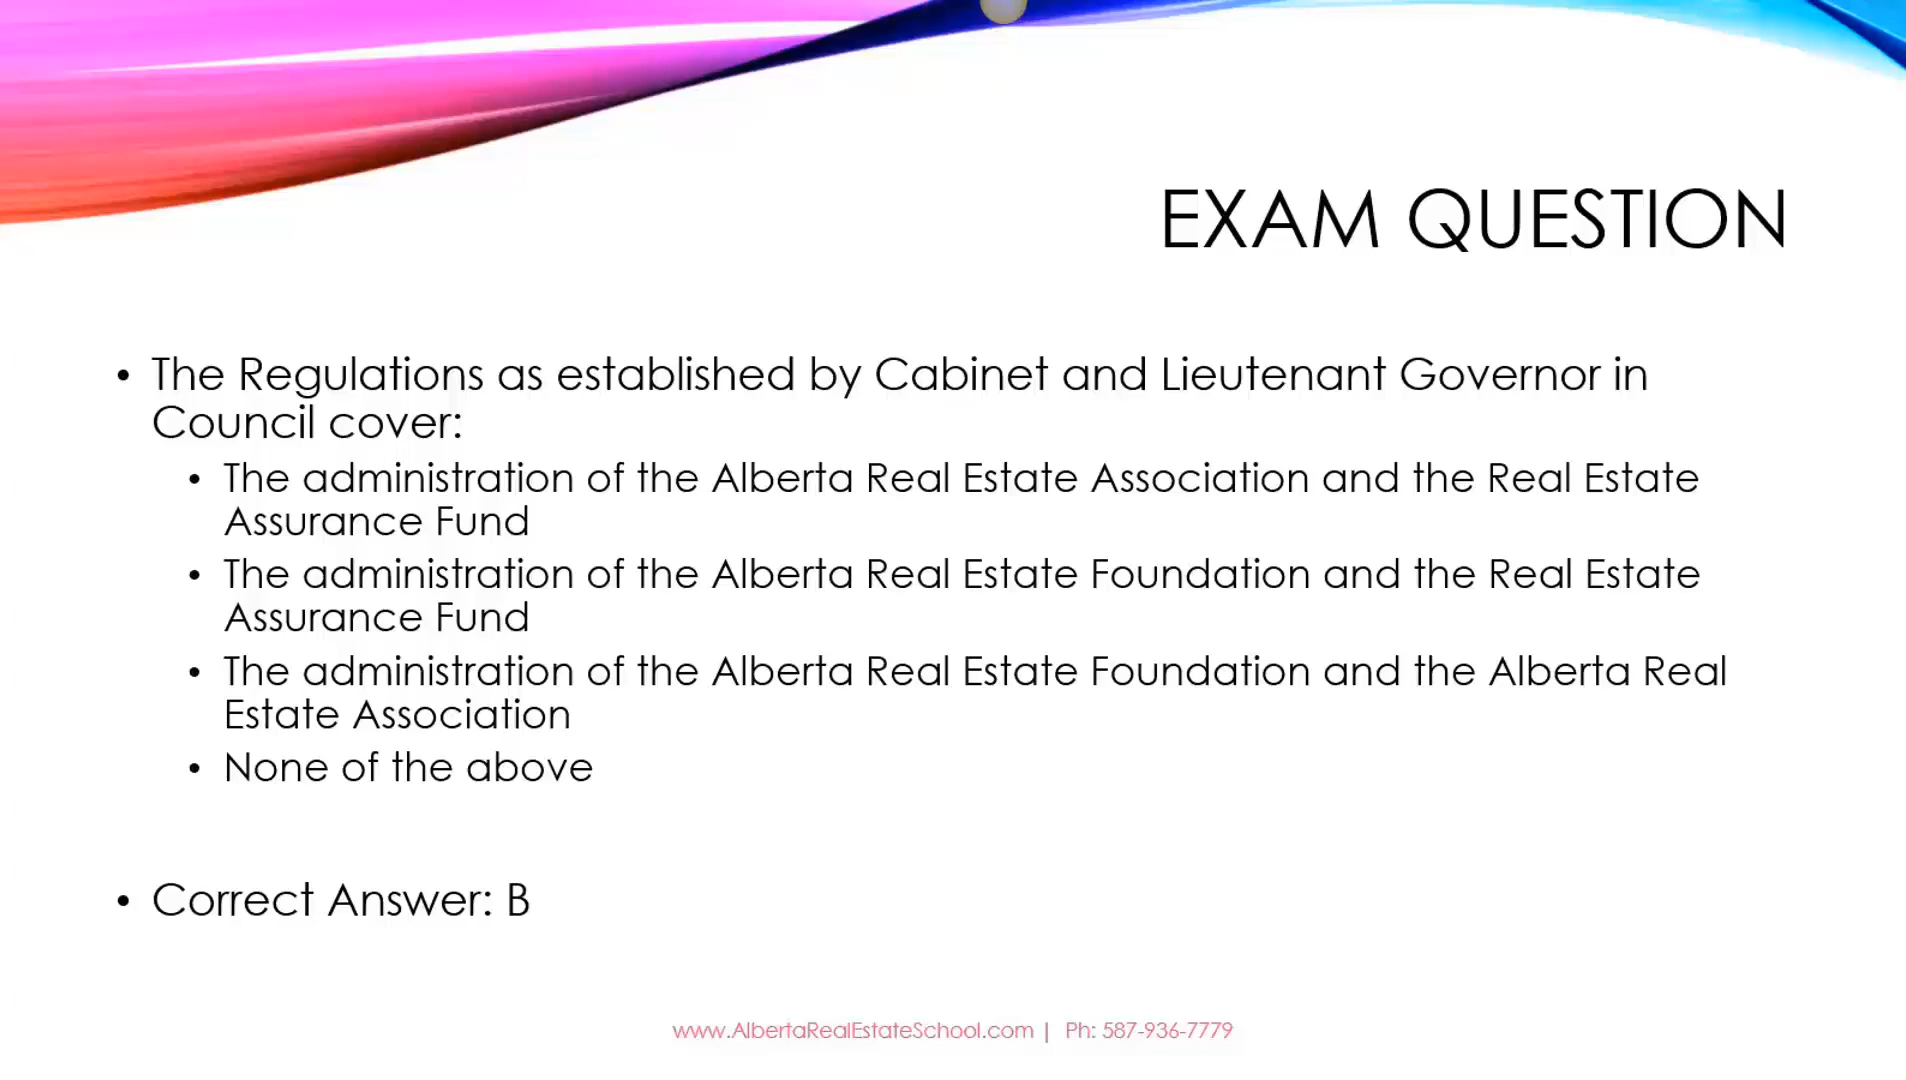 EXAM QUESTION
• The Regulations as established by Cabinet and Lieutenant Governor in
Council cover:
• The administration of the Alberta Real Estate Association and the Real Estate
Assurance Fund
• The administration of the Alberta Real Estate Foundation and the Real Estate
Assurance Fund
• The administration of the Alberta Real Estate Foundation and the Alberta Real
Estate Association
• None of the above
• Correct Answer: B
www.AlbertaRealEstateSchool.com | Ph: 587-936-7779